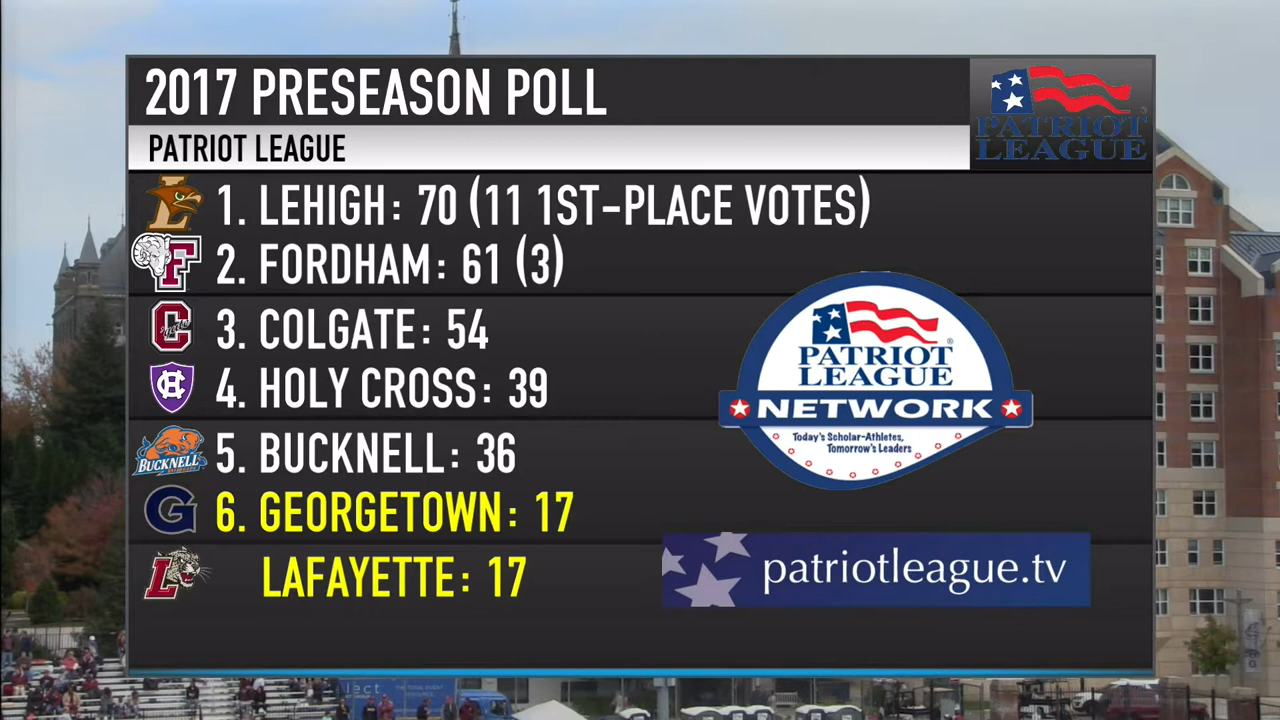 2017 PRESEASON POLL
PATRIOT LEAGUE
PATRIOT
LEAGUE
1. LEHIGH: 70 (11 1ST-PLACE VOTES)
2. FORDHAM: 61 (3)
3. COLGATE: 54
4. HOLY CROSS: 39
BUCKNELL
5. BUCKNELL: 36
6. GEORGETOWN: 17
LAFAYETTE: 17
PATRIOT
LEAGUE
NETWORK
Today's Scholar-Athletes,
Tomorrow's Leaders
patriotleague.tv